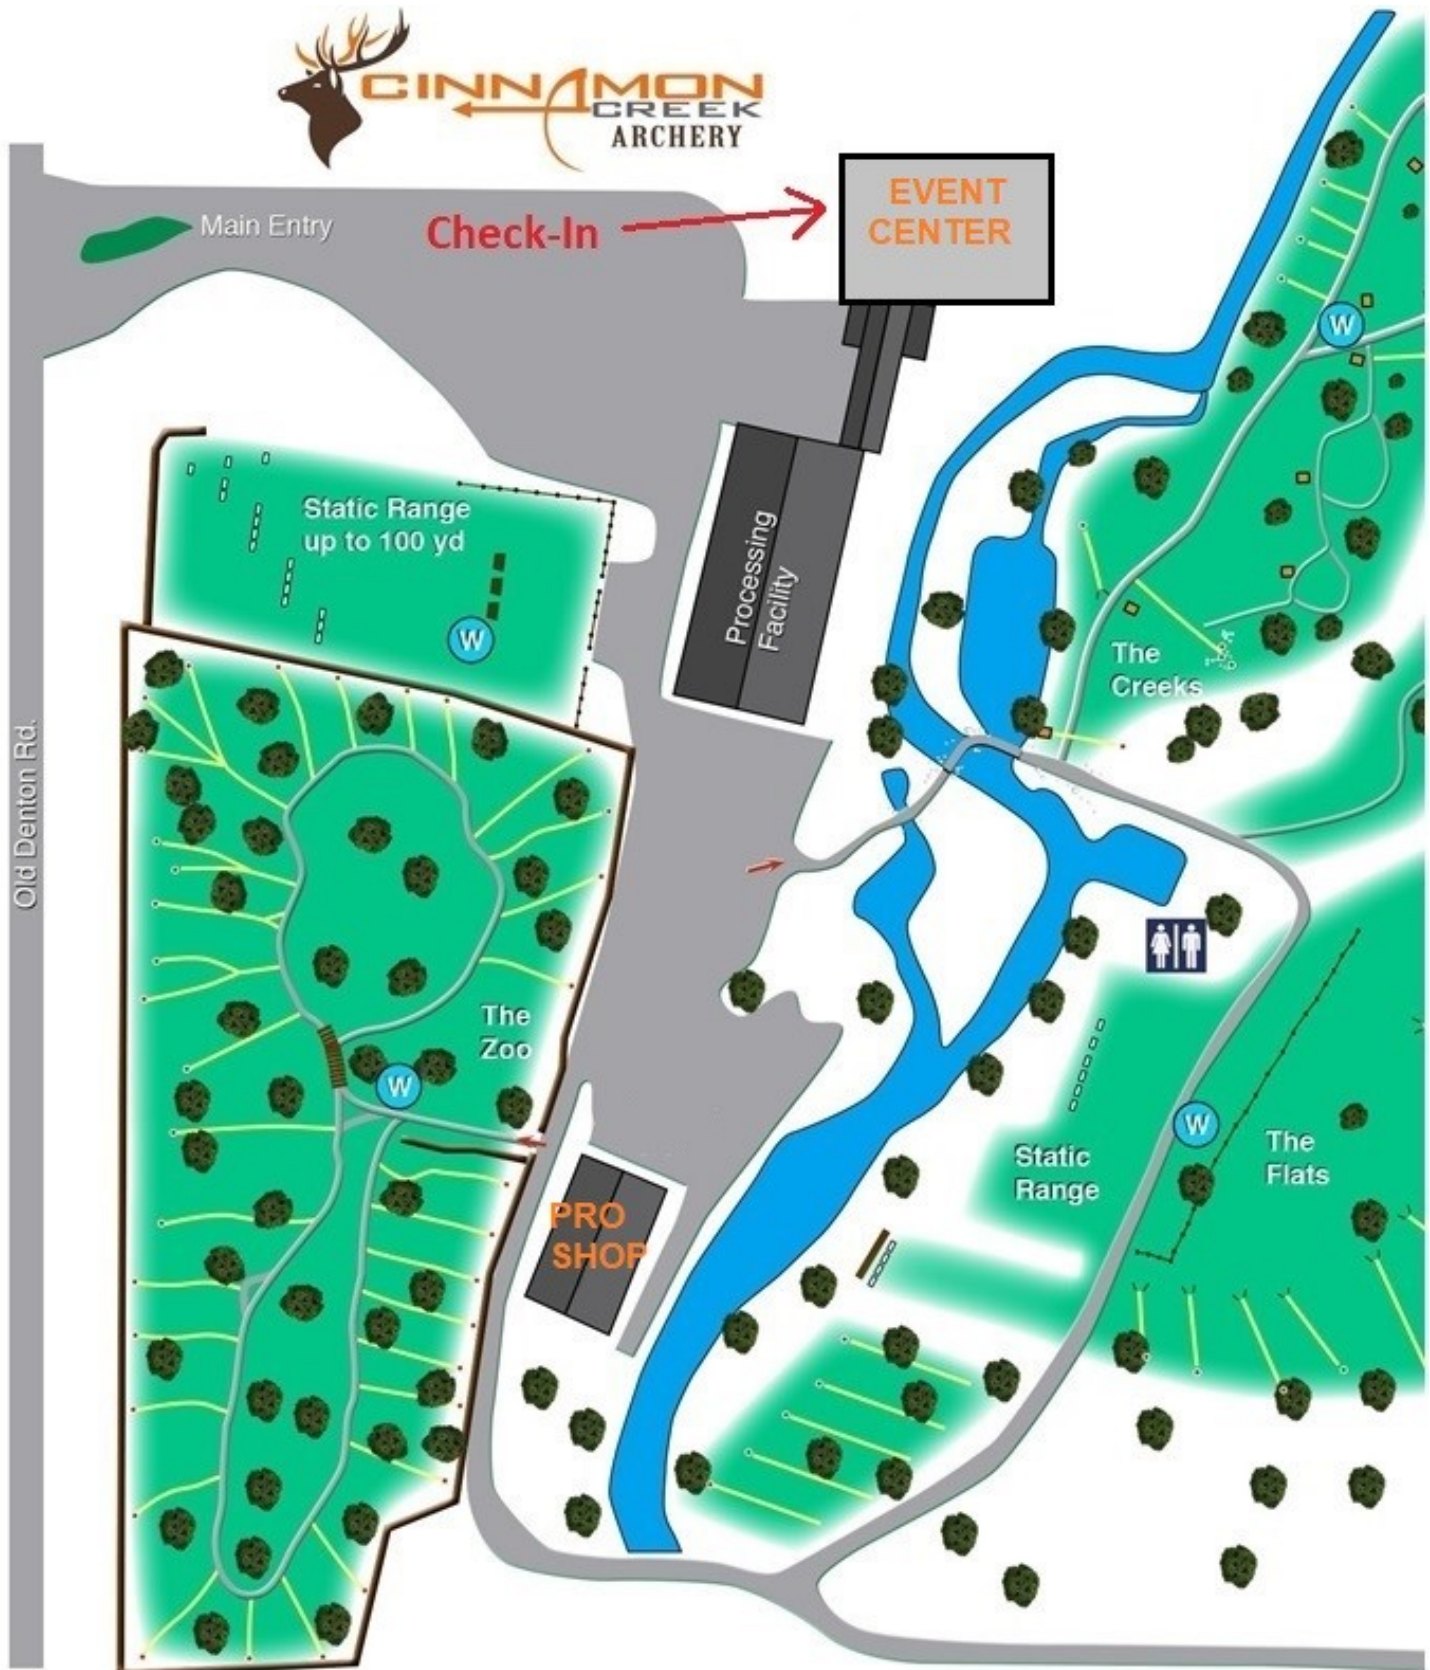 CINNAMON
CREEK
ARCHERY
Main Entry
Check-In
EVENT
CENTER
W
Static Range
up to 100 yd
W
Processing
Facility
The
Creeks
Old Denton Rd.
The
Zoo
W
W
Static
Range
The
Flats
PRO
SHOP